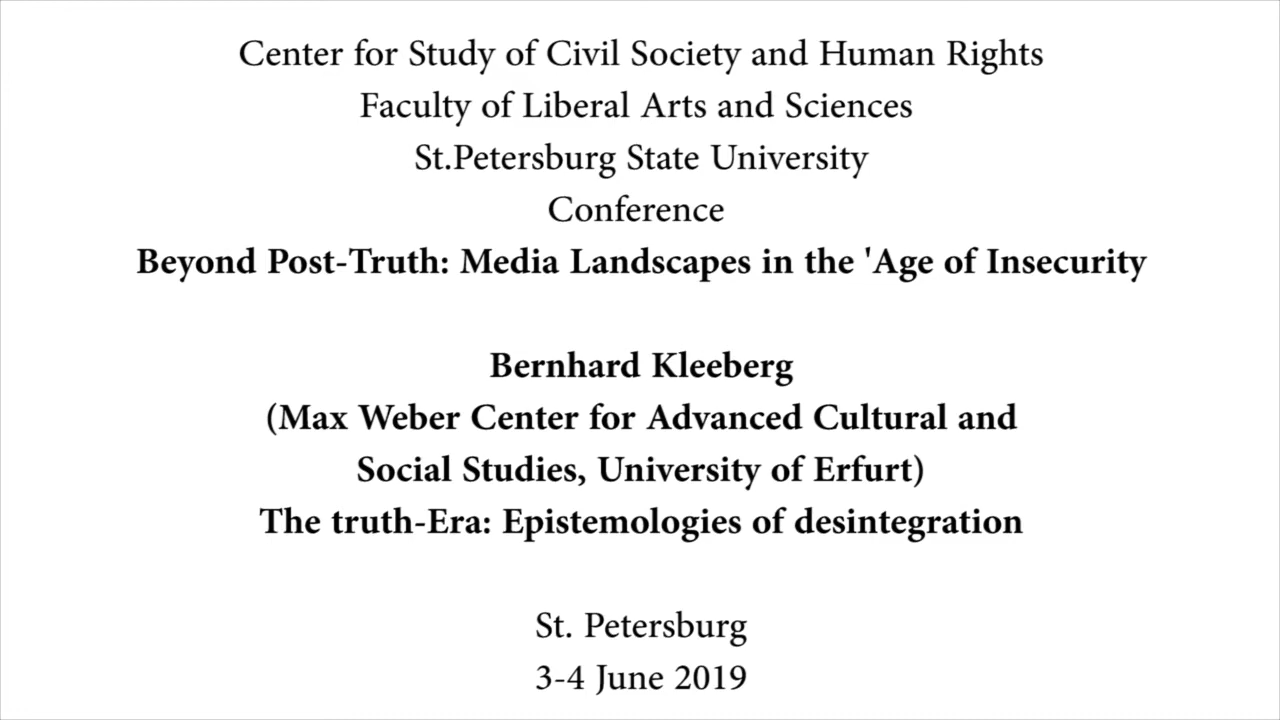 Center for Study of Civil Society and Human Rights
Faculty of Liberal Arts and Sciences
St.Petersburg State University
Conference
Beyond Post-Truth: Media Landscapes in the 'Age of Insecurity
Bernhard Kleeberg
(Max Weber Center for Advanced Cultural and
Social Studies, University of Erfurt)
The truth-Era: Epistemologies of desintegration
St. Petersburg
3-4 June 2019